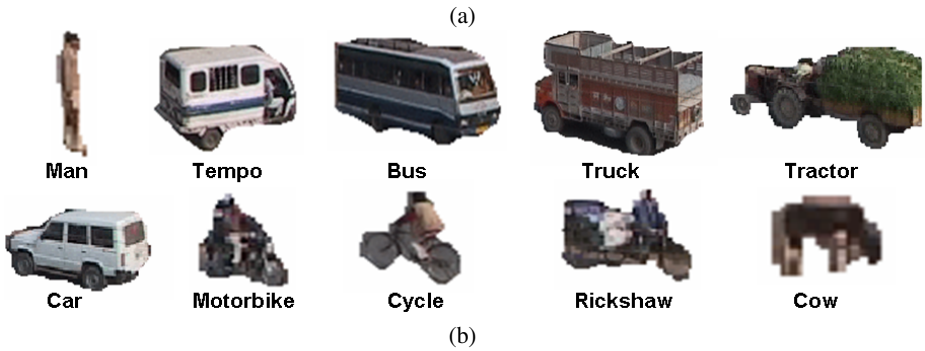 (a)
Man Tempo Bus Truck Tractor
Car Motorbike Cycle Rickshaw Cow
(b)